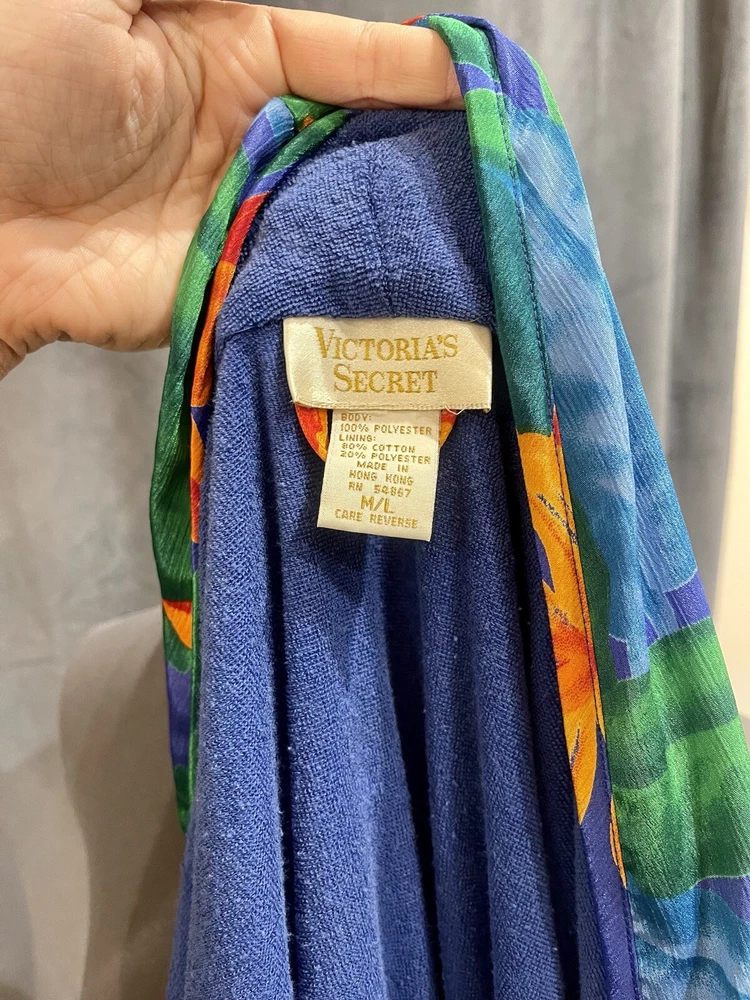 VICTORIA'S
SECRET
BODY:
100% POLYESTER
LINING:
80% COTTON
20% POLYESTER
MADE IN
HONG KONG
RN 54867
M/L
CARE REVERSE